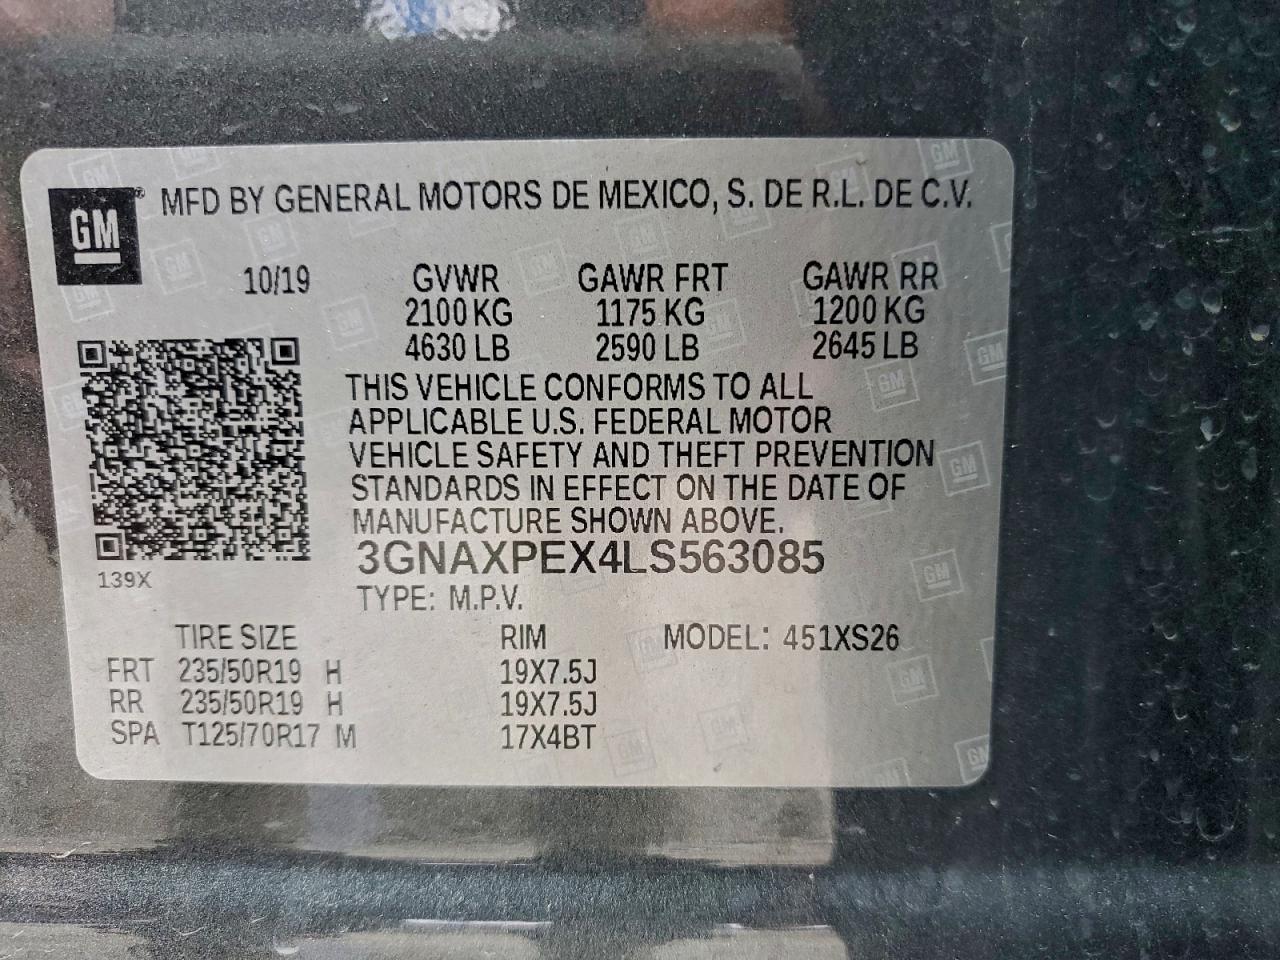 GM
MFD BY GENERAL MOTORS DE MEXICO, S. DE R.L. DE C.V.
10/19 GVWR GAWR FRT GAWR RR
2100 KG 1175 KG 1200 KG
4630 LB 2590 LB 2645 LB
THIS VEHICLE CONFORMS TO ALL
APPLICABLE U.S. FEDERAL MOTOR
VEHICLE SAFETY AND THEFT PREVENTION
STANDARDS IN EFFECT ON THE DATE OF
MANUFACTURE SHOWN ABOVE.
3GNAXPEX4LS563085
139X
TYPE: M.P.V.
TIRE SIZE RIM MODEL: 451XS26
FRT 235/50R19 H 19X7.5J
RR 235/50R19 H 19X7.5J
SPA T125/70R17 M 17X4BT